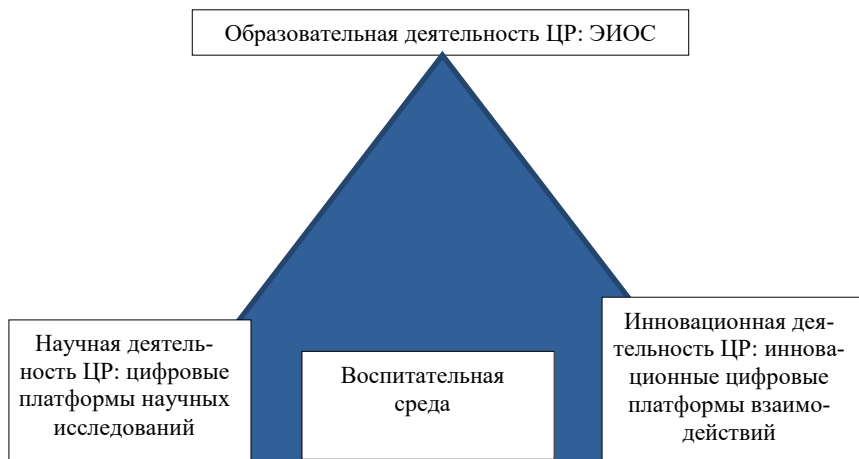 Образовательная деятельность ЦР: ЭИОС
Научная деятель-
ность ЦР: цифровые
платформы научных
исследований
Воспитательная
среда
Инновационная дея-
тельность ЦР: иннова-
ционные цифровые
платформы взаимо-
действий